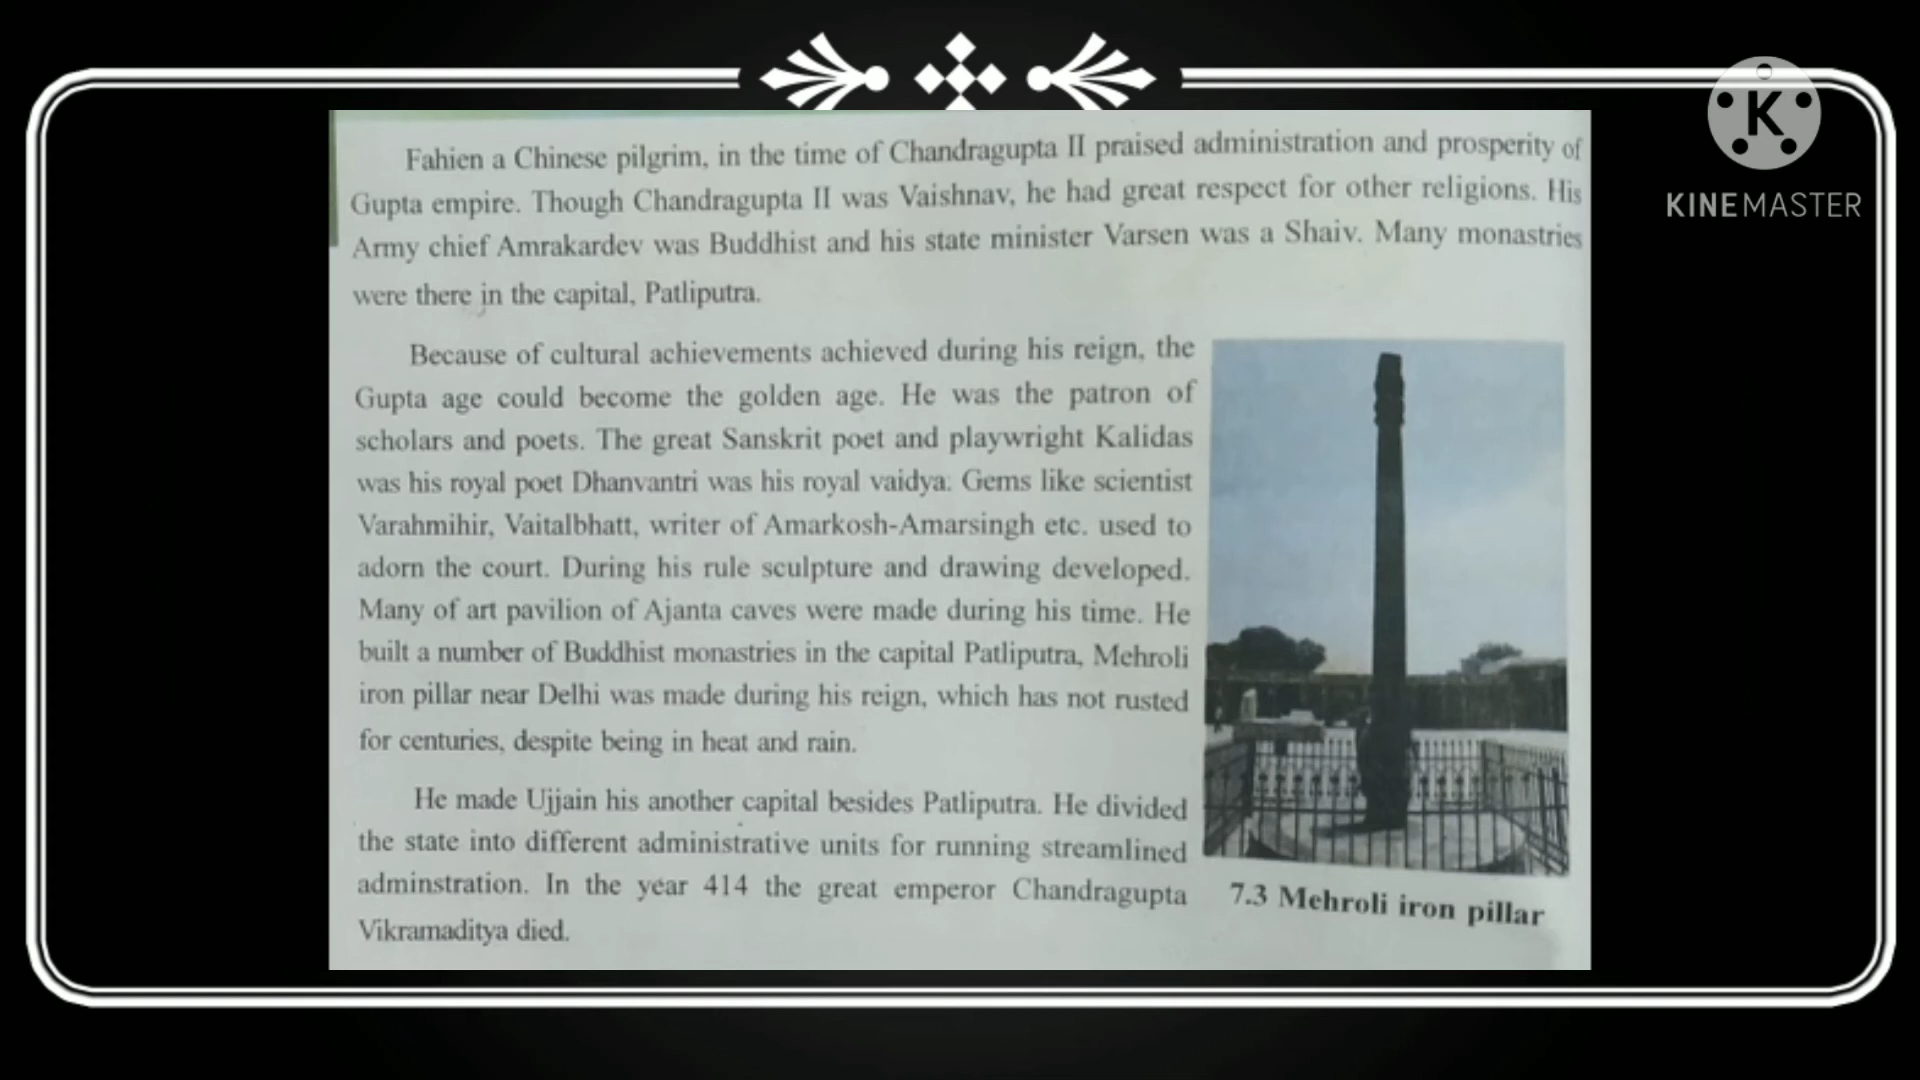 Fahien a Chinese pilgrim, in the time of Chandragupta II praised administration and prosperity of
Gupta empire. Though Chandragupta II was Vaishnav, he had great respect for other religions. His
Army chief Amrakardev was Buddhist and his state minister Varsen was a Shaiv. Many monastries
were there in the capital, Patliputra.
Because of cultural achievements achieved during his reign, the
Gupta age could become the golden age. He was the patron of
scholars and poets. The great Sanskrit poet and playwright Kalidas
was his royal poet Dhanvantri was his royal vaidya. Gems like scientist
Varahmihir, Vaitalbhatt, writer of Amarkosh-Amarsingh etc. used to
adorn the court. During his rule sculpture and drawing developed.
Many of art pavilion of Ajanta caves were made during his time. He
built a number of Buddhist monastries in the capital Patliputra, Mehroli
iron pillar near Delhi was made during his reign, which has not rusted
for centuries, despite being in heat and rain.
He made Ujjain his another capital besides Patliputra. He divided
the state into different administrative units for running streamlined
adminstration. In the year 414 the great emperor Chandragupta
Vikramaditya died.
7.3 Mehroli iron pillar
K
KINEMASTER